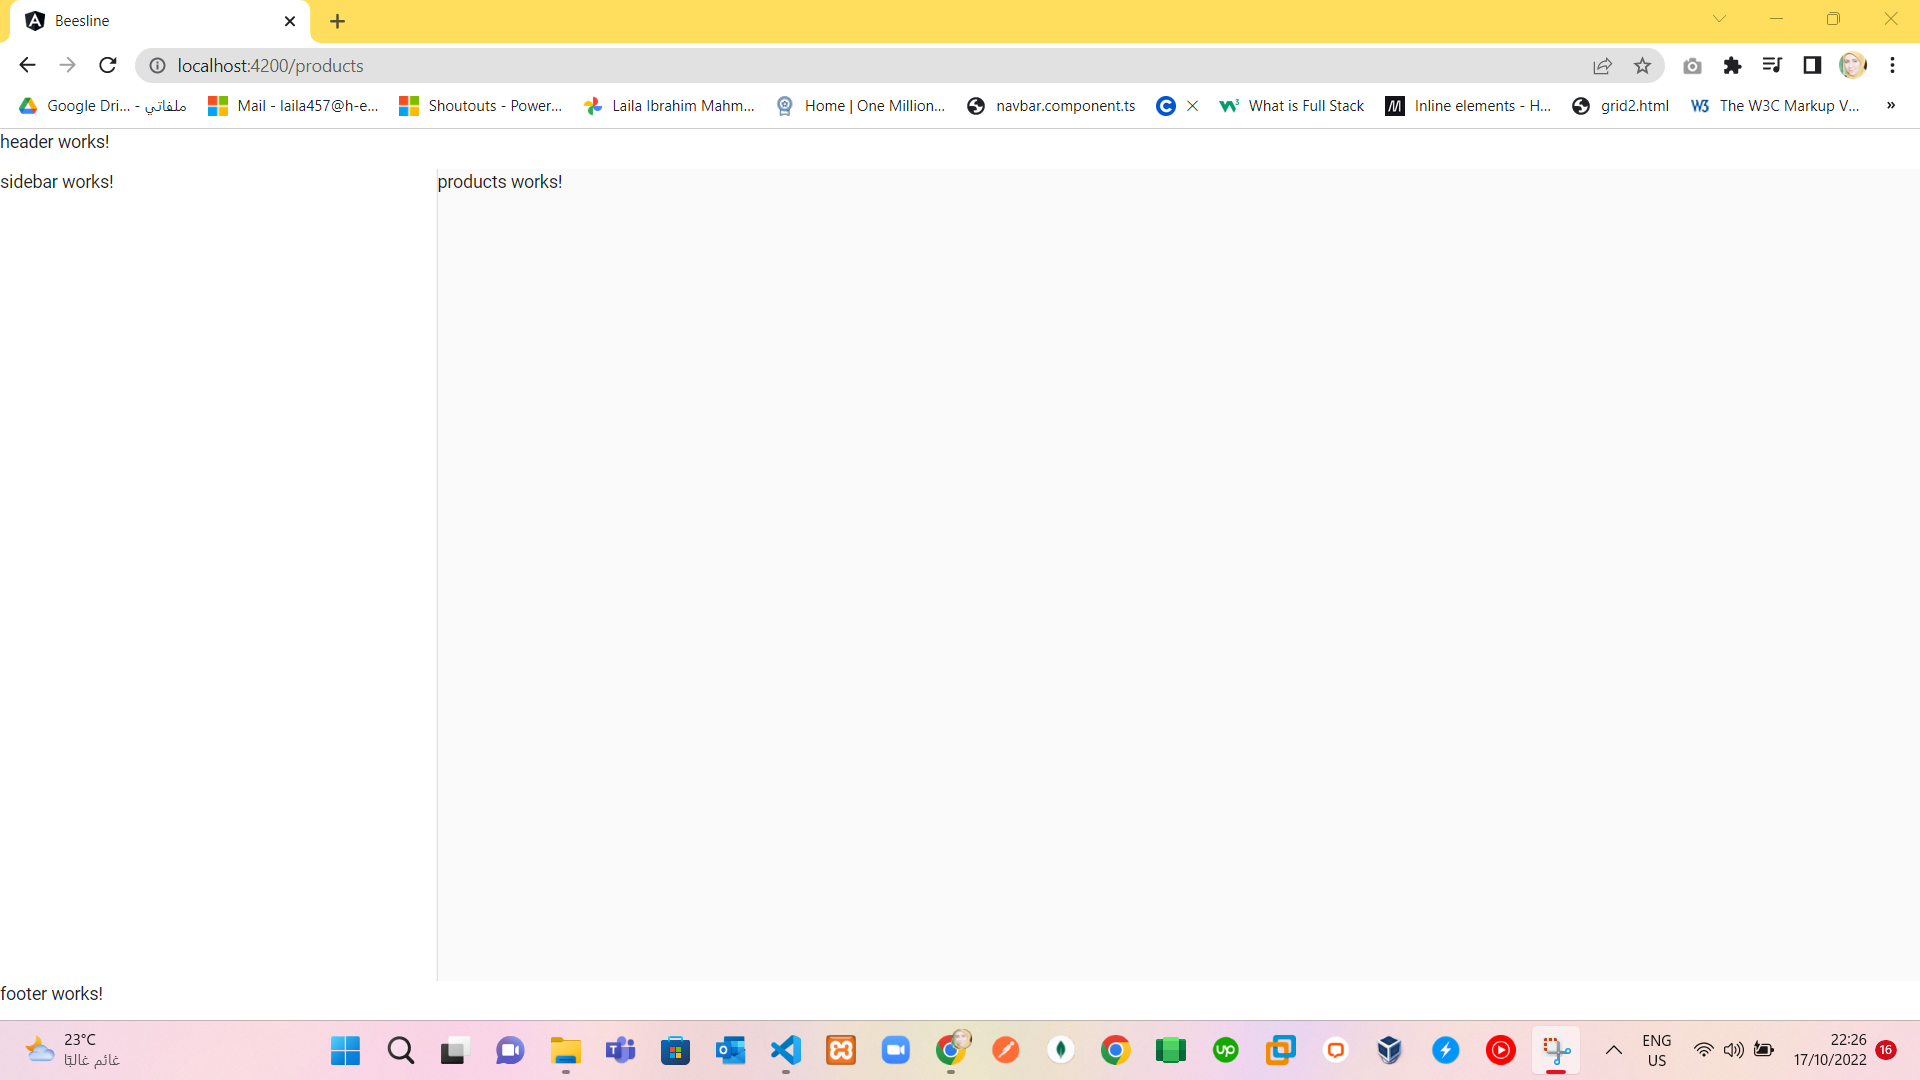 Beesline
localhost:4200/products
Google Dri... - ملفاتي
Mail - laila457@h-e...
Shoutouts - Power...
Laila Ibrahim Mahm...
Home | One Million...
navbar.component.ts
What is Full Stack
Inline elements - H...
grid2.html
The W3C Markup V...
»
header works!
sidebar works!
products works!
footer works!
23°C
غائم غالبًا
ENG
US
22:26
17/10/2022
16